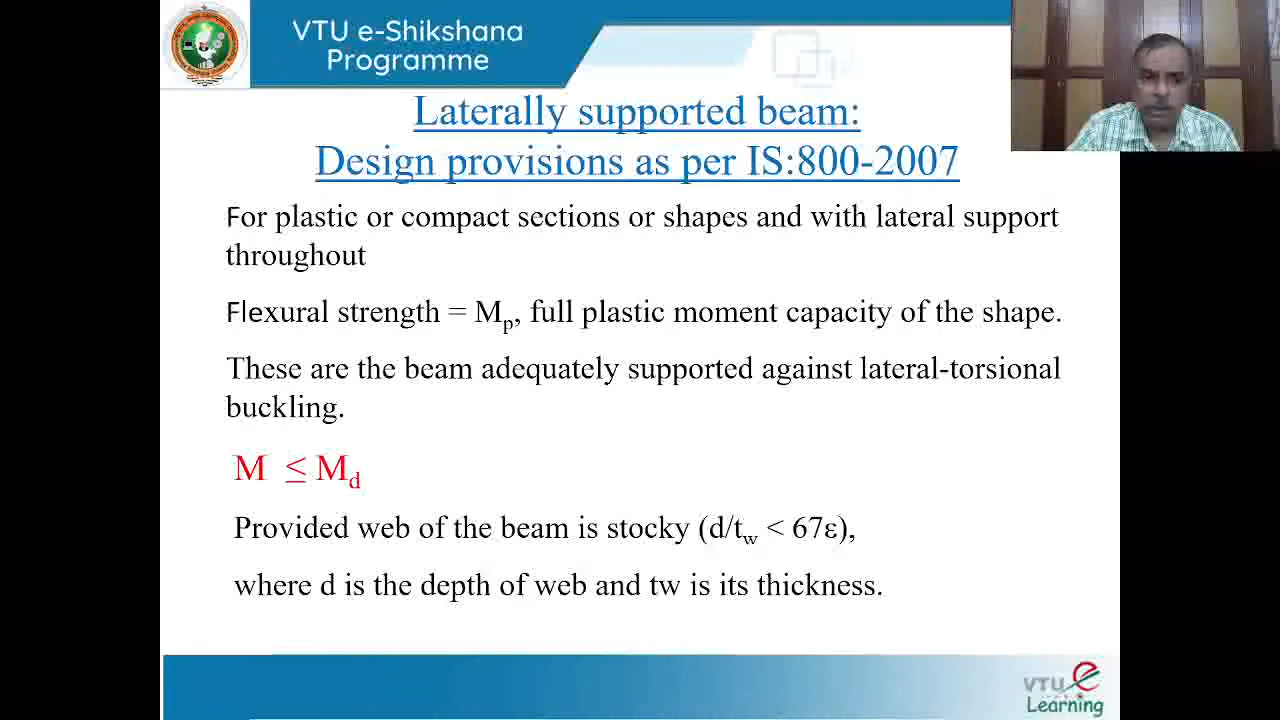 VTU e-Shikshana
Programme
Laterally supported beam:
Design provisions as per IS:800-2007
For plastic or compact sections or shapes and with lateral support
throughout
Flexural strength = Mp, full plastic moment capacity of the shape.
These are the beam adequately supported against lateral-torsional
buckling.
M ≤ Md
Provided web of the beam is stocky (d/tw < 67ε),
where d is the depth of web and tw is its thickness.
VTU e
Learning